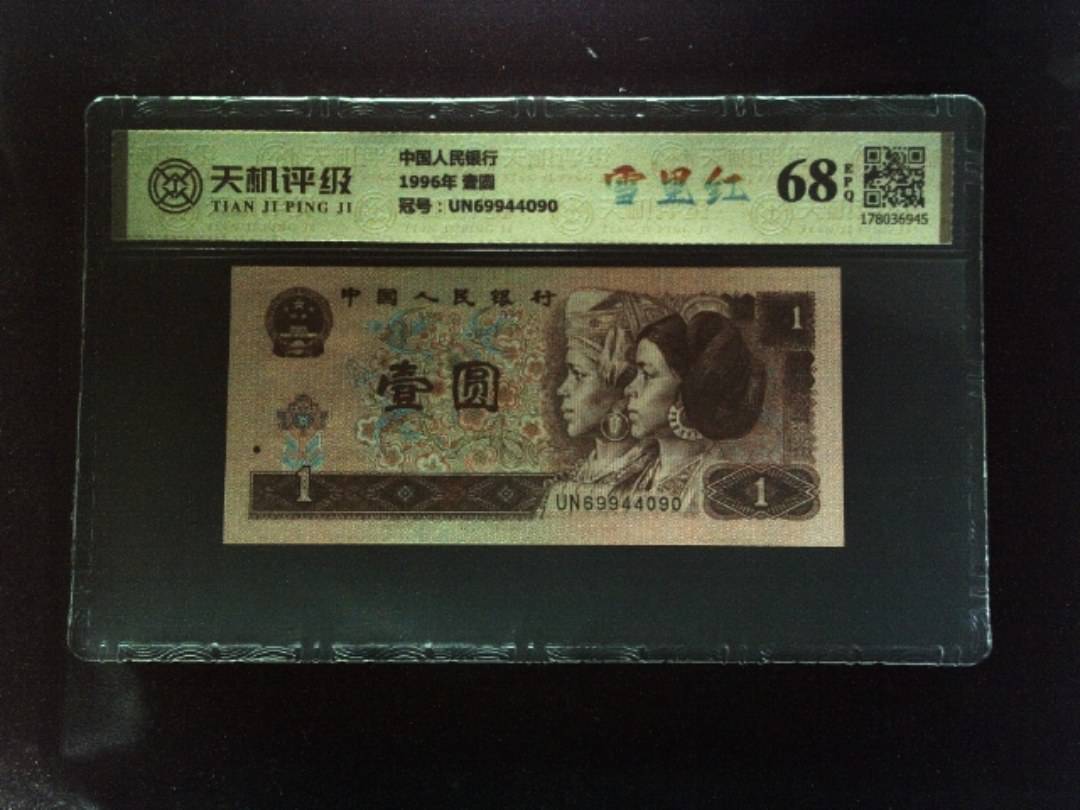 天机评级
TIAN JI PING JI
中国人民银行
1996年 壹圆
冠号：UN69944090
雪里红
68
EPQ
178036945
中国人民银行
1
壹圆
1
UN69944090
1